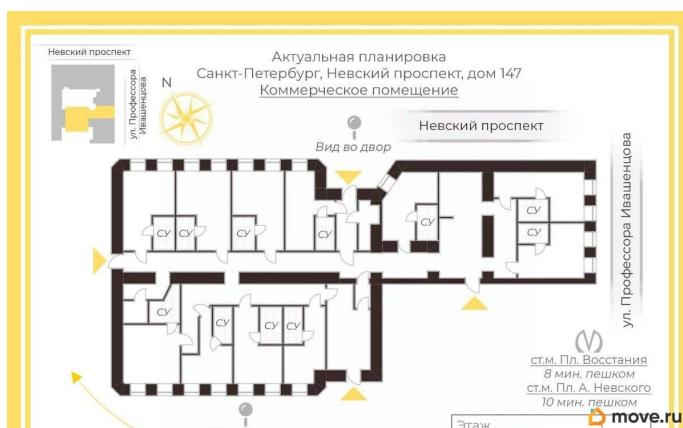 Невский проспект
Актуальная планировка
Санкт-Петербург, Невский проспект, дом 147
Коммерческое помещение
ул. Профессора
Ивашенцова
N
Невский проспект
Вид во двор
ул. Профессора Ивашенцова
СУ
СУ
СУ
СУ
СУ
СУ
СУ
СУ
СУ
СУ
СУ
ст.м. Пл. Восстания
8 мин. пешком
ст.м. Пл. А. Невского
10 мин. пешком
Этаж
move.ru